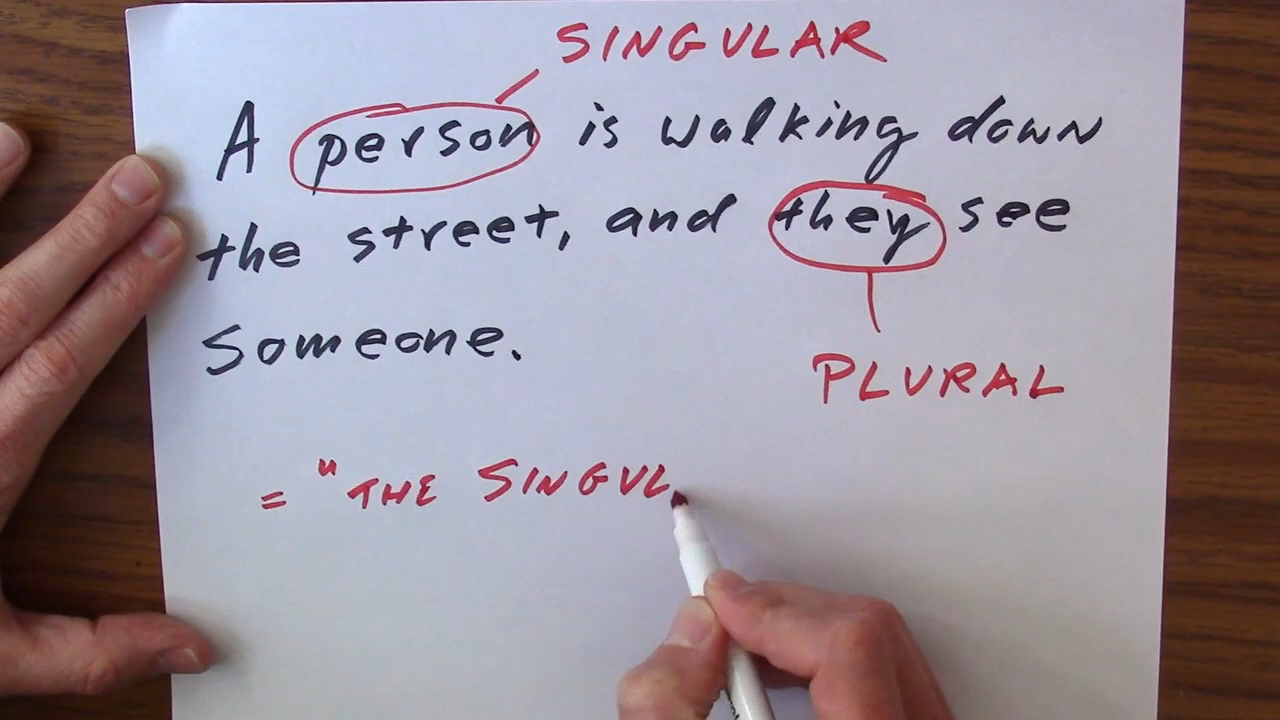 SINGULAR
A person is walking down
the street, and they see
someone.
PLURAL
= "THE SINGUL